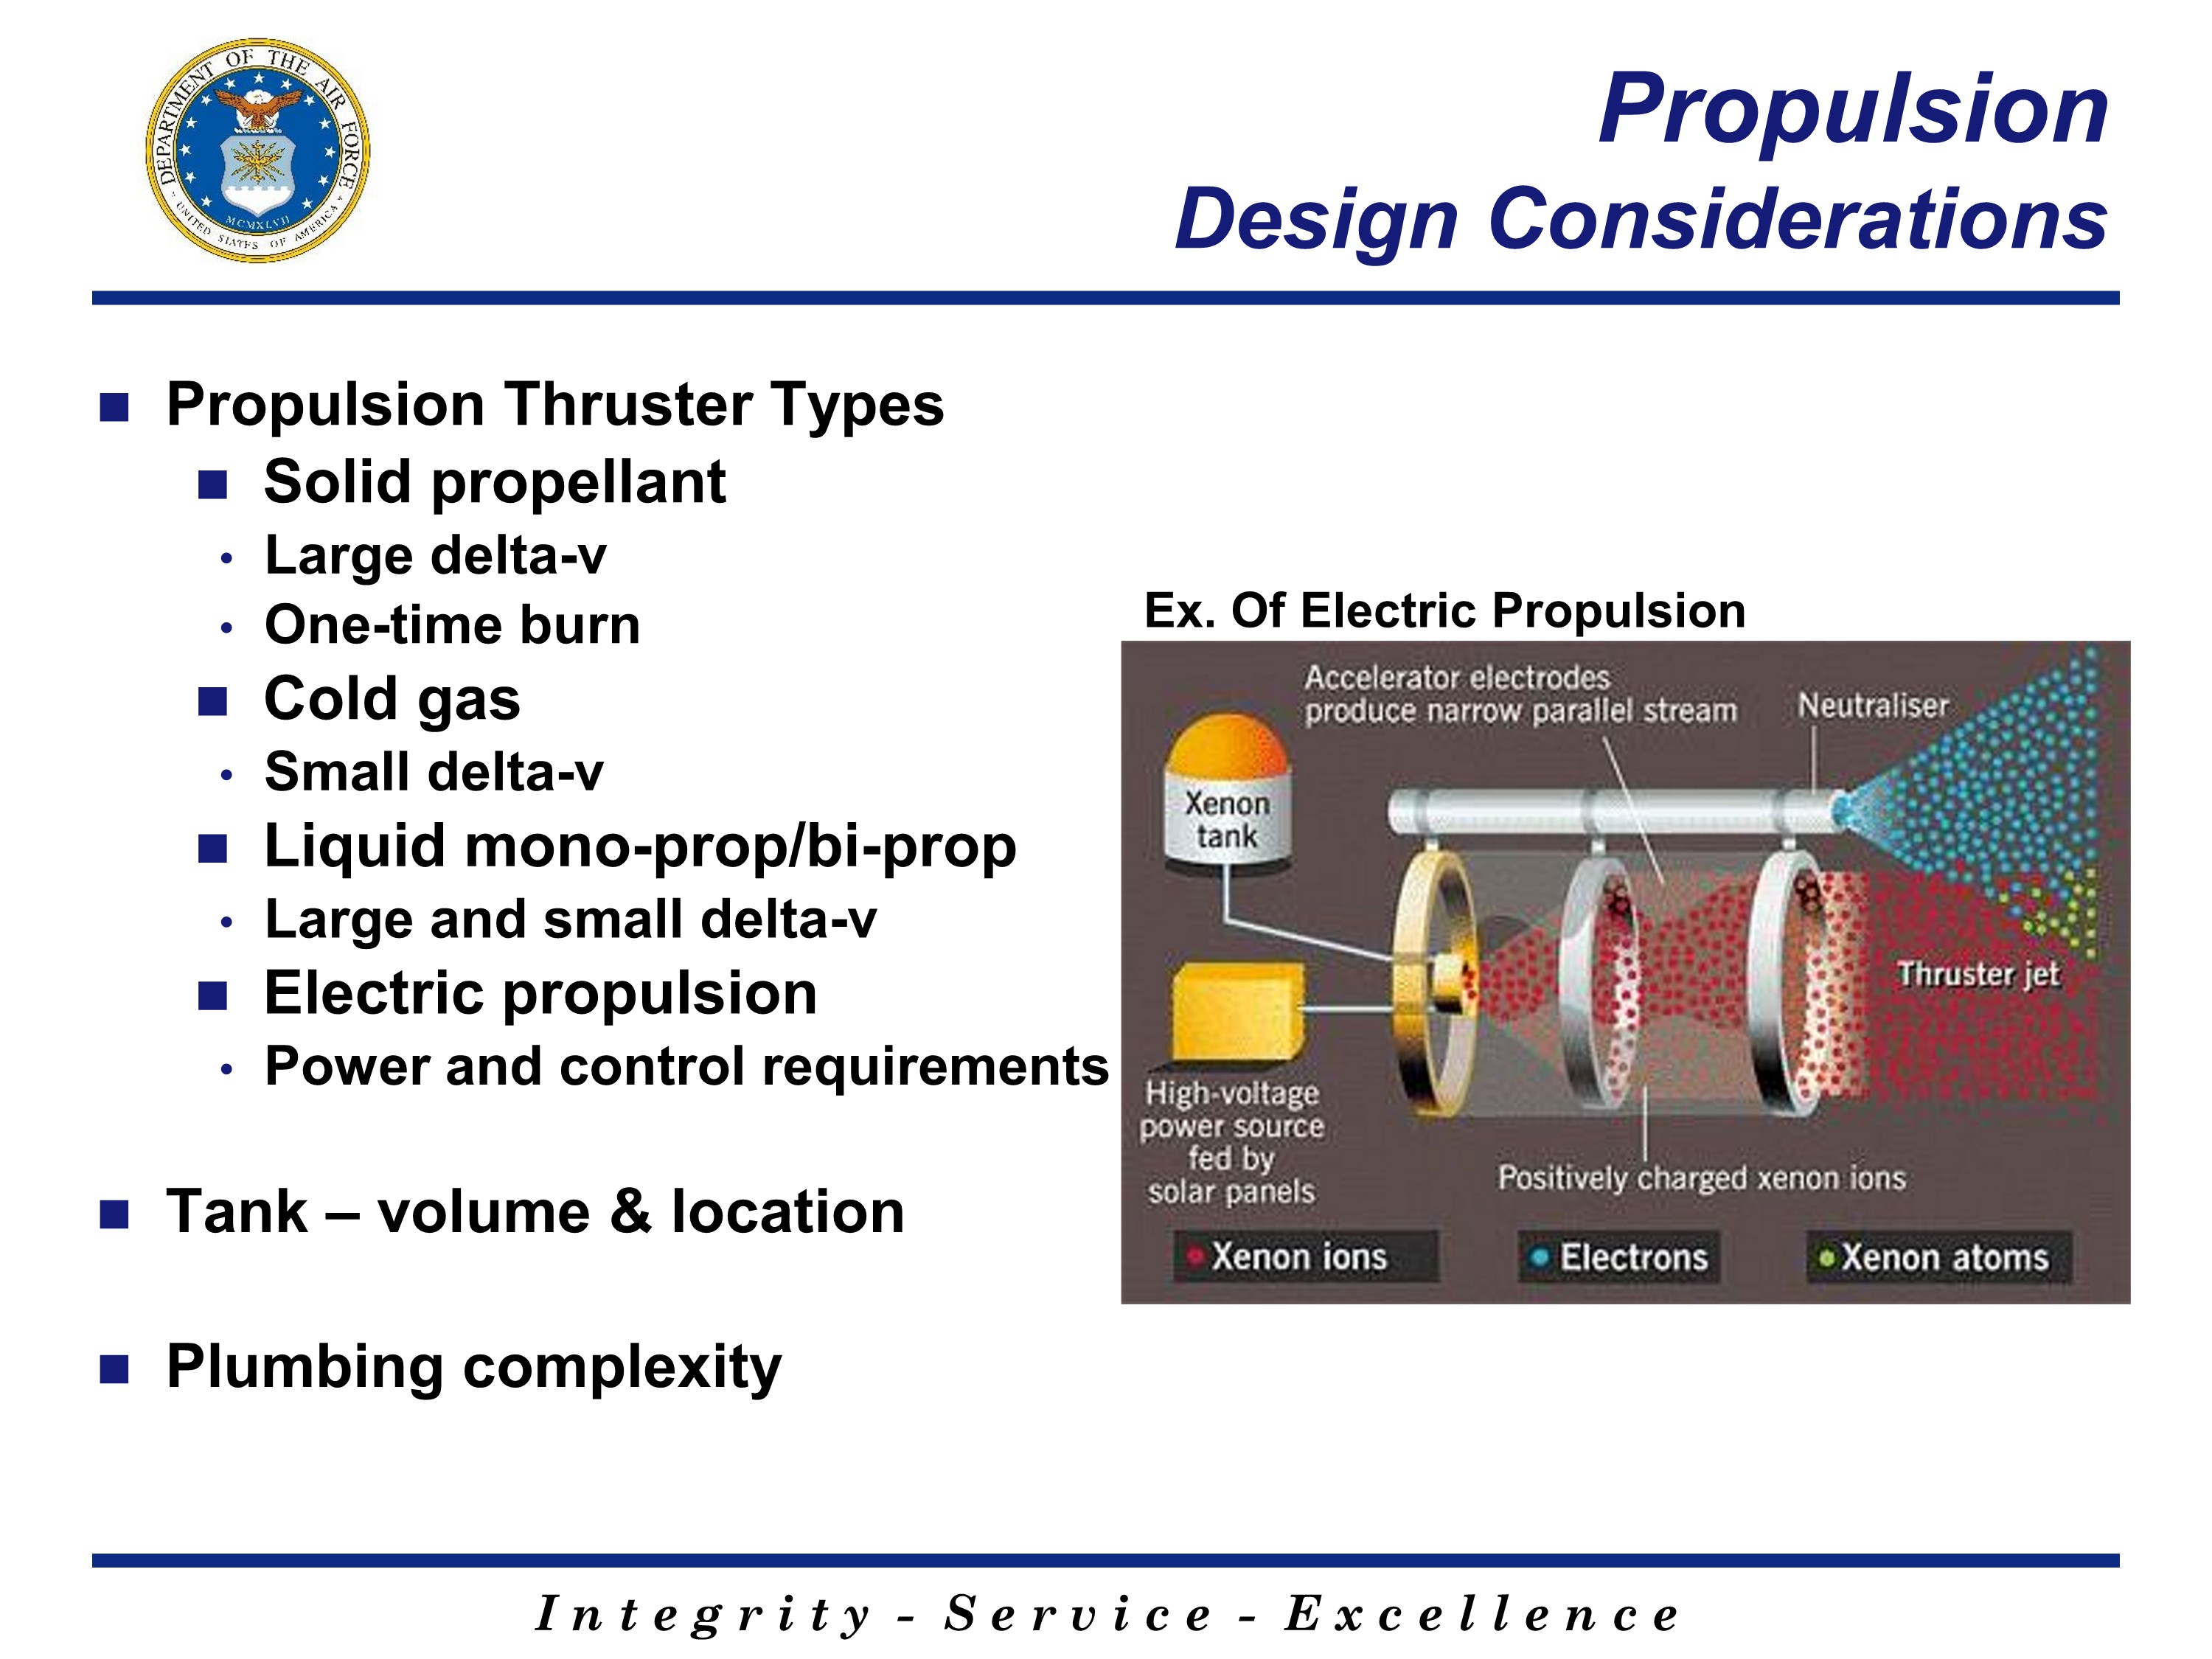 DEPARTMENT OF THE AIR FORCE
MCMXLVII
UNITED STATES OF AMERICA
Propulsion
Design Considerations
Propulsion Thruster Types
Solid propellant
Large delta-v
One-time burn
Cold gas
Small delta-v
Liquid mono-prop/bi-prop
Large and small delta-v
Electric propulsion
Power and control requirements
Tank – volume & location
Plumbing complexity
Ex. Of Electric Propulsion
Accelerator electrodes
produce narrow parallel stream
Neutraliser
Xenon
tank
Thruster jet
High-voltage
power source
fed by
solar panels
Positively charged xenon ions
Xenon ions
Electrons
Xenon atoms
Integrity - Service - Excellence